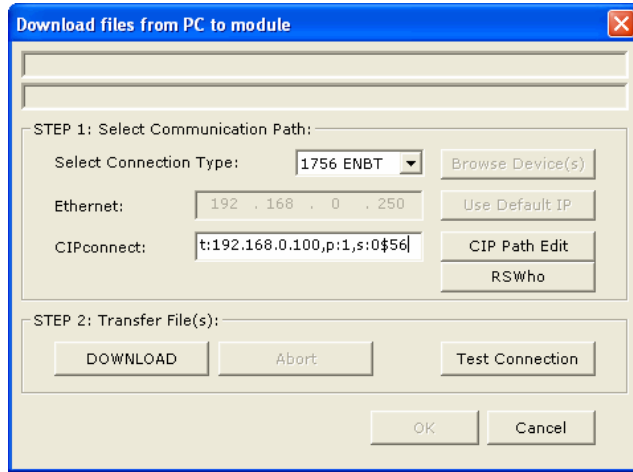 Download files from PC to module
STEP 1: Select Communication Path:
Select Connection Type: 1756 ENBT Browse Device(s)
Ethernet: 192 . 168 . 0 . 250 Use Default IP
CIPconnect: t:192.168.0.100,p:1,s:0$56 CIP Path Edit
RSWho
STEP 2: Transfer File(s):
DOWNLOAD Abort Test Connection
OK Cancel